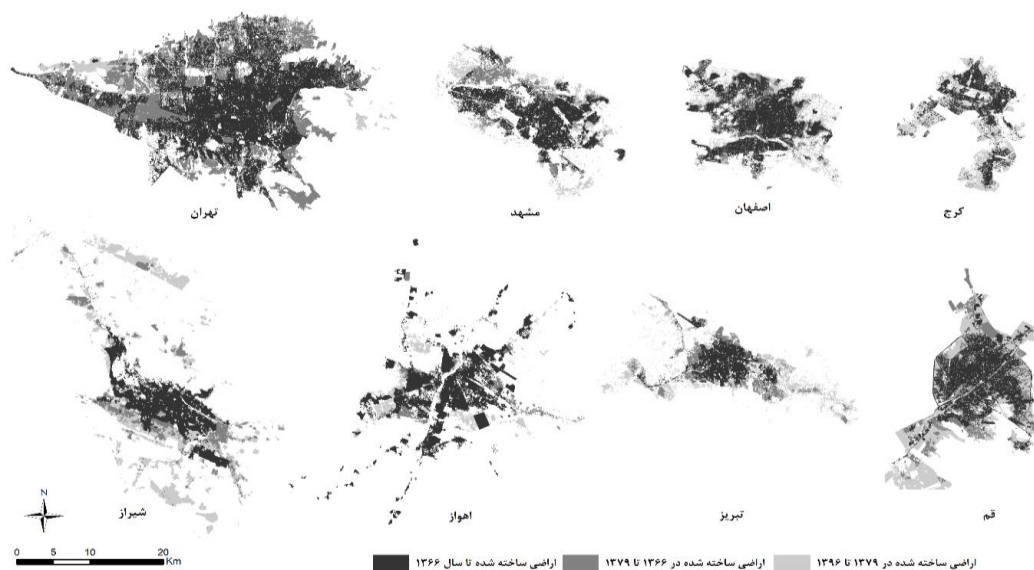 تهران
مشهد
اصفهان
کرج
شیراز
اهواز
تبریز
قم
N
0 5 10 20
Km
اراضی ساخته شده تا سال ۱۳۶۶
اراضی ساخته شده در ۱۳۶۶ تا ۱۳۷۹
اراضی ساخته شده در ۱۳۷۹ تا ۱۳۹۶